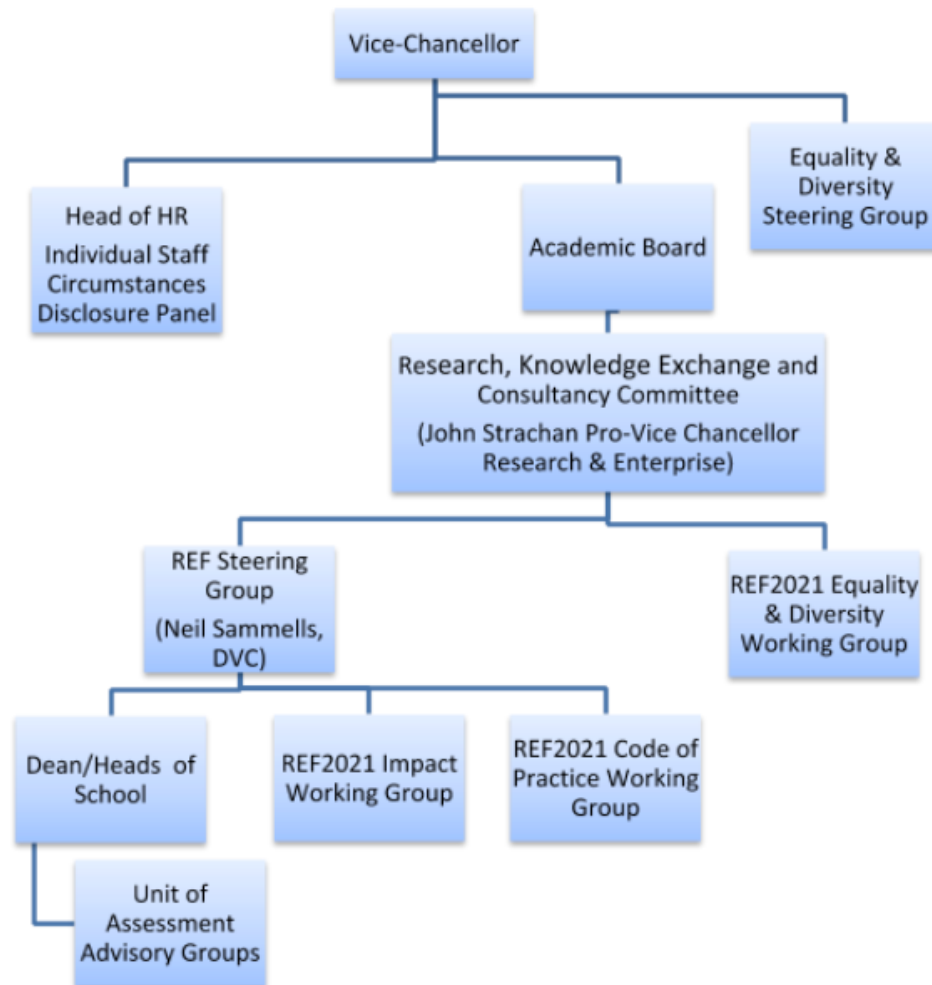 Vice-Chancellor
Equality &
Diversity
Steering Group
Head of HR
Individual Staff
Circumstances
Disclosure Panel
Academic Board
Research, Knowledge Exchange and
Consultancy Committee
(John Strachan Pro-Vice Chancellor
Research & Enterprise)
REF Steering
Group
(Neil Sammells,
DVC)
REF2021 Equality
& Diversity
Working Group
Dean/Heads of
School
REF2021 Impact
Working Group
REF2021 Code of
Practice Working
Group
Unit of
Assessment
Advisory Groups